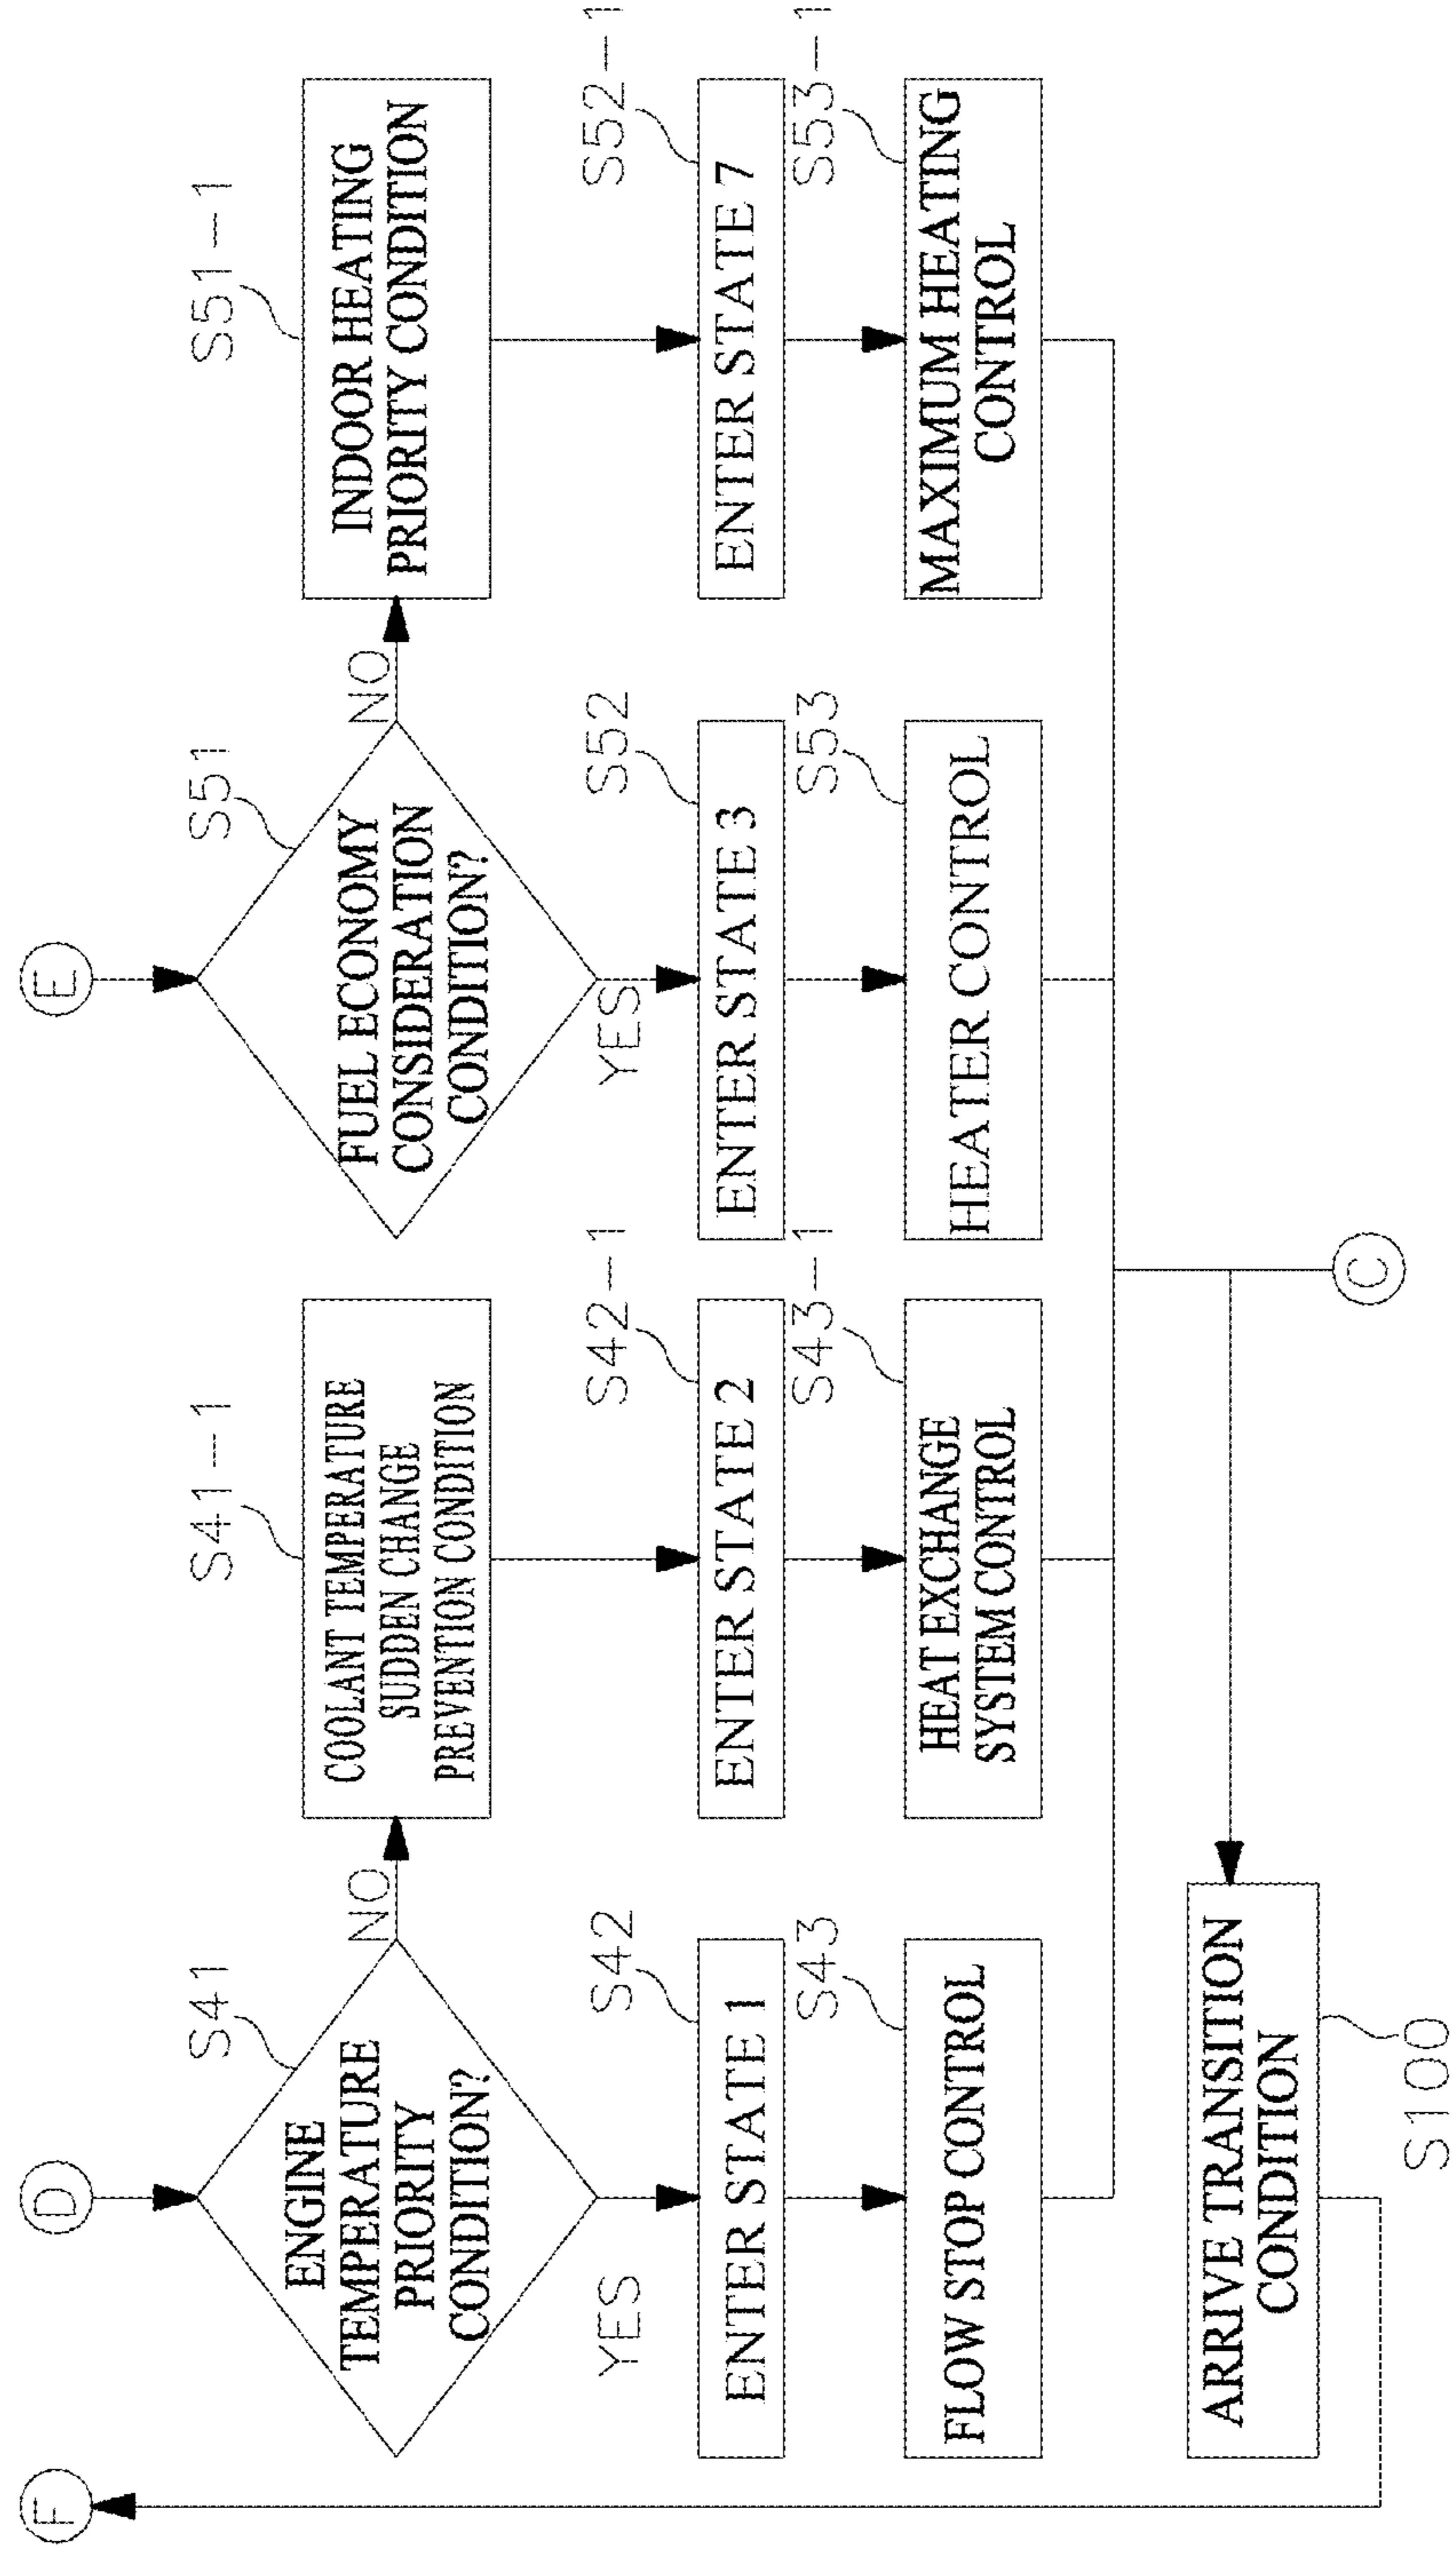 F
D
E
S41
ENGINE
TEMPERATURE
PRIORITY
CONDITION?
NO
YES
S41-1
COOLANT TEMPERATURE
SUDDEN CHANGE
PREVENTION CONDITION
S51
FUEL ECONOMY
CONSIDERATION
CONDITION?
NO
YES
S51-1
INDOOR HEATING
PRIORITY CONDITION
S42
ENTER STATE 1
S42-1
ENTER STATE 2
S52
ENTER STATE 3
S52-1
ENTER STATE 7
S43
FLOW STOP CONTROL
S43-1
HEAT EXCHANGE
SYSTEM CONTROL
S53
HEATER CONTROL
S53-1
MAXIMUM HEATING
CONTROL
ARRIVE TRANSITION
CONDITION
S100
C